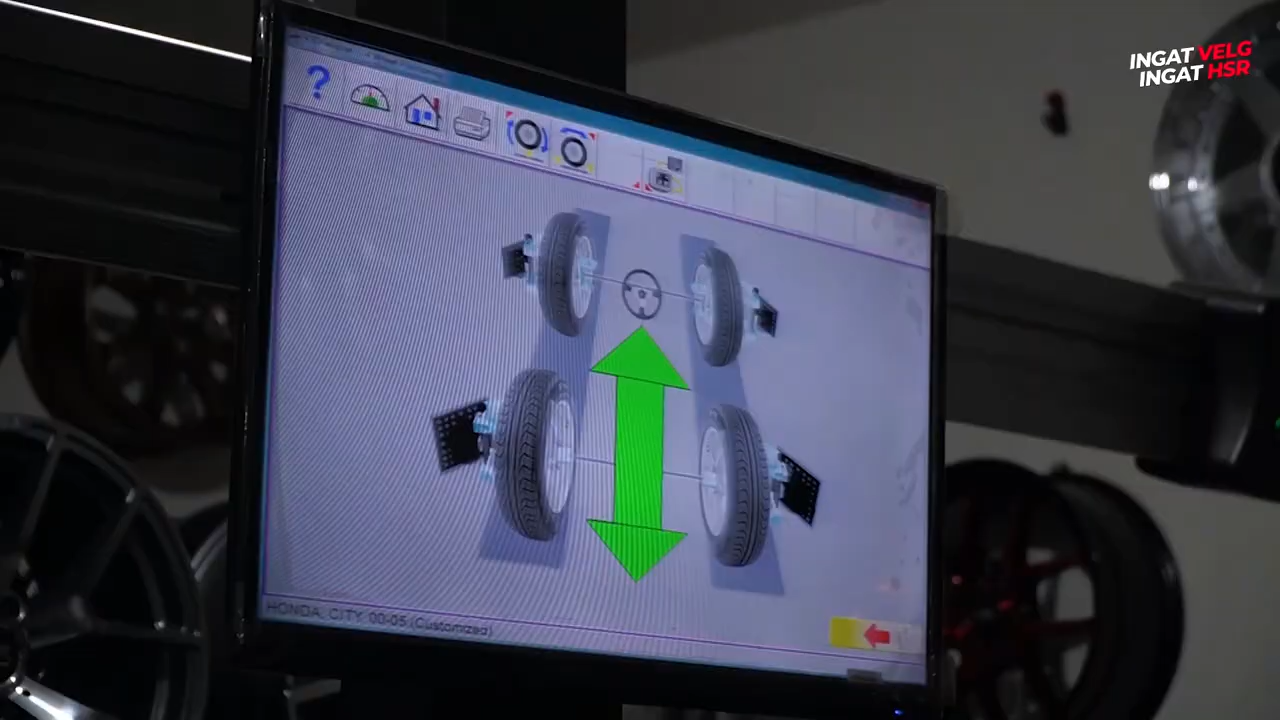 INGAT VELG
INGAT HSR
?
HONDA, CITY 00-05 (Customized)